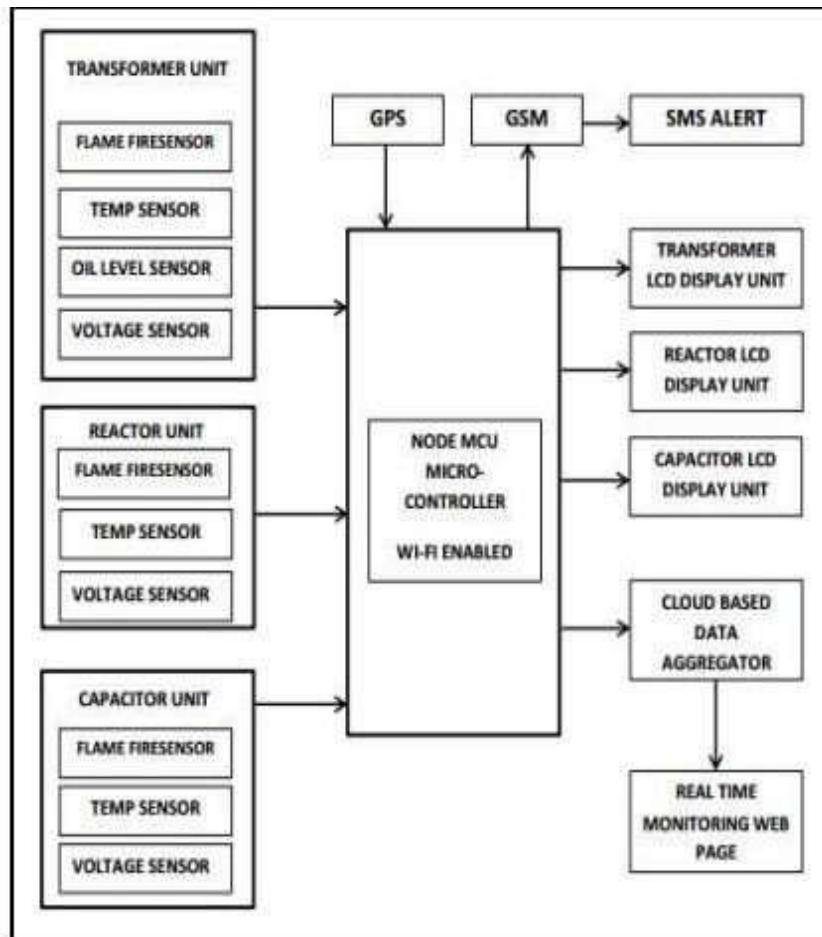 TRANSFORMER UNIT
FLAME FIRESENSOR
TEMP SENSOR
OIL LEVEL SENSOR
VOLTAGE SENSOR
REACTOR UNIT
FLAME FIRESENSOR
TEMP SENSOR
VOLTAGE SENSOR
CAPACITOR UNIT
FLAME FIRESENSOR
TEMP SENSOR
VOLTAGE SENSOR
GPS
GSM
SMS ALERT
NODE MCU
MICRO-
CONTROLLER
WI-FI ENABLED
TRANSFORMER
LCD DISPLAY UNIT
REACTOR LCD
DISPLAY UNIT
CAPACITOR LCD
DISPLAY UNIT
CLOUD BASED
DATA
AGGREGATOR
REAL TIME
MONITORING WEB
PAGE